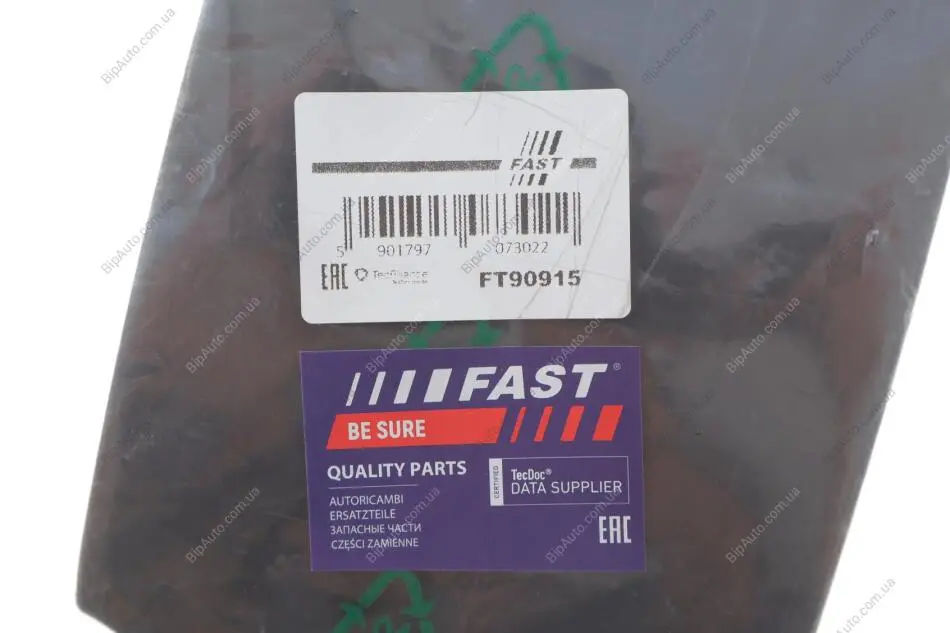 FAST
5 901797 073022
EAC TecAlliance
FT90915
FAST®
BE SURE
QUALITY PARTS
AUTORICAMBI
ERSATZTEILE
ЗАПАСНЫЕ ЧАСТИ
CZĘŚCI ZAMIENNE
CERTIFIED
TecDoc®
DATA SUPPLIER
EAC
BipAuto.com.ua